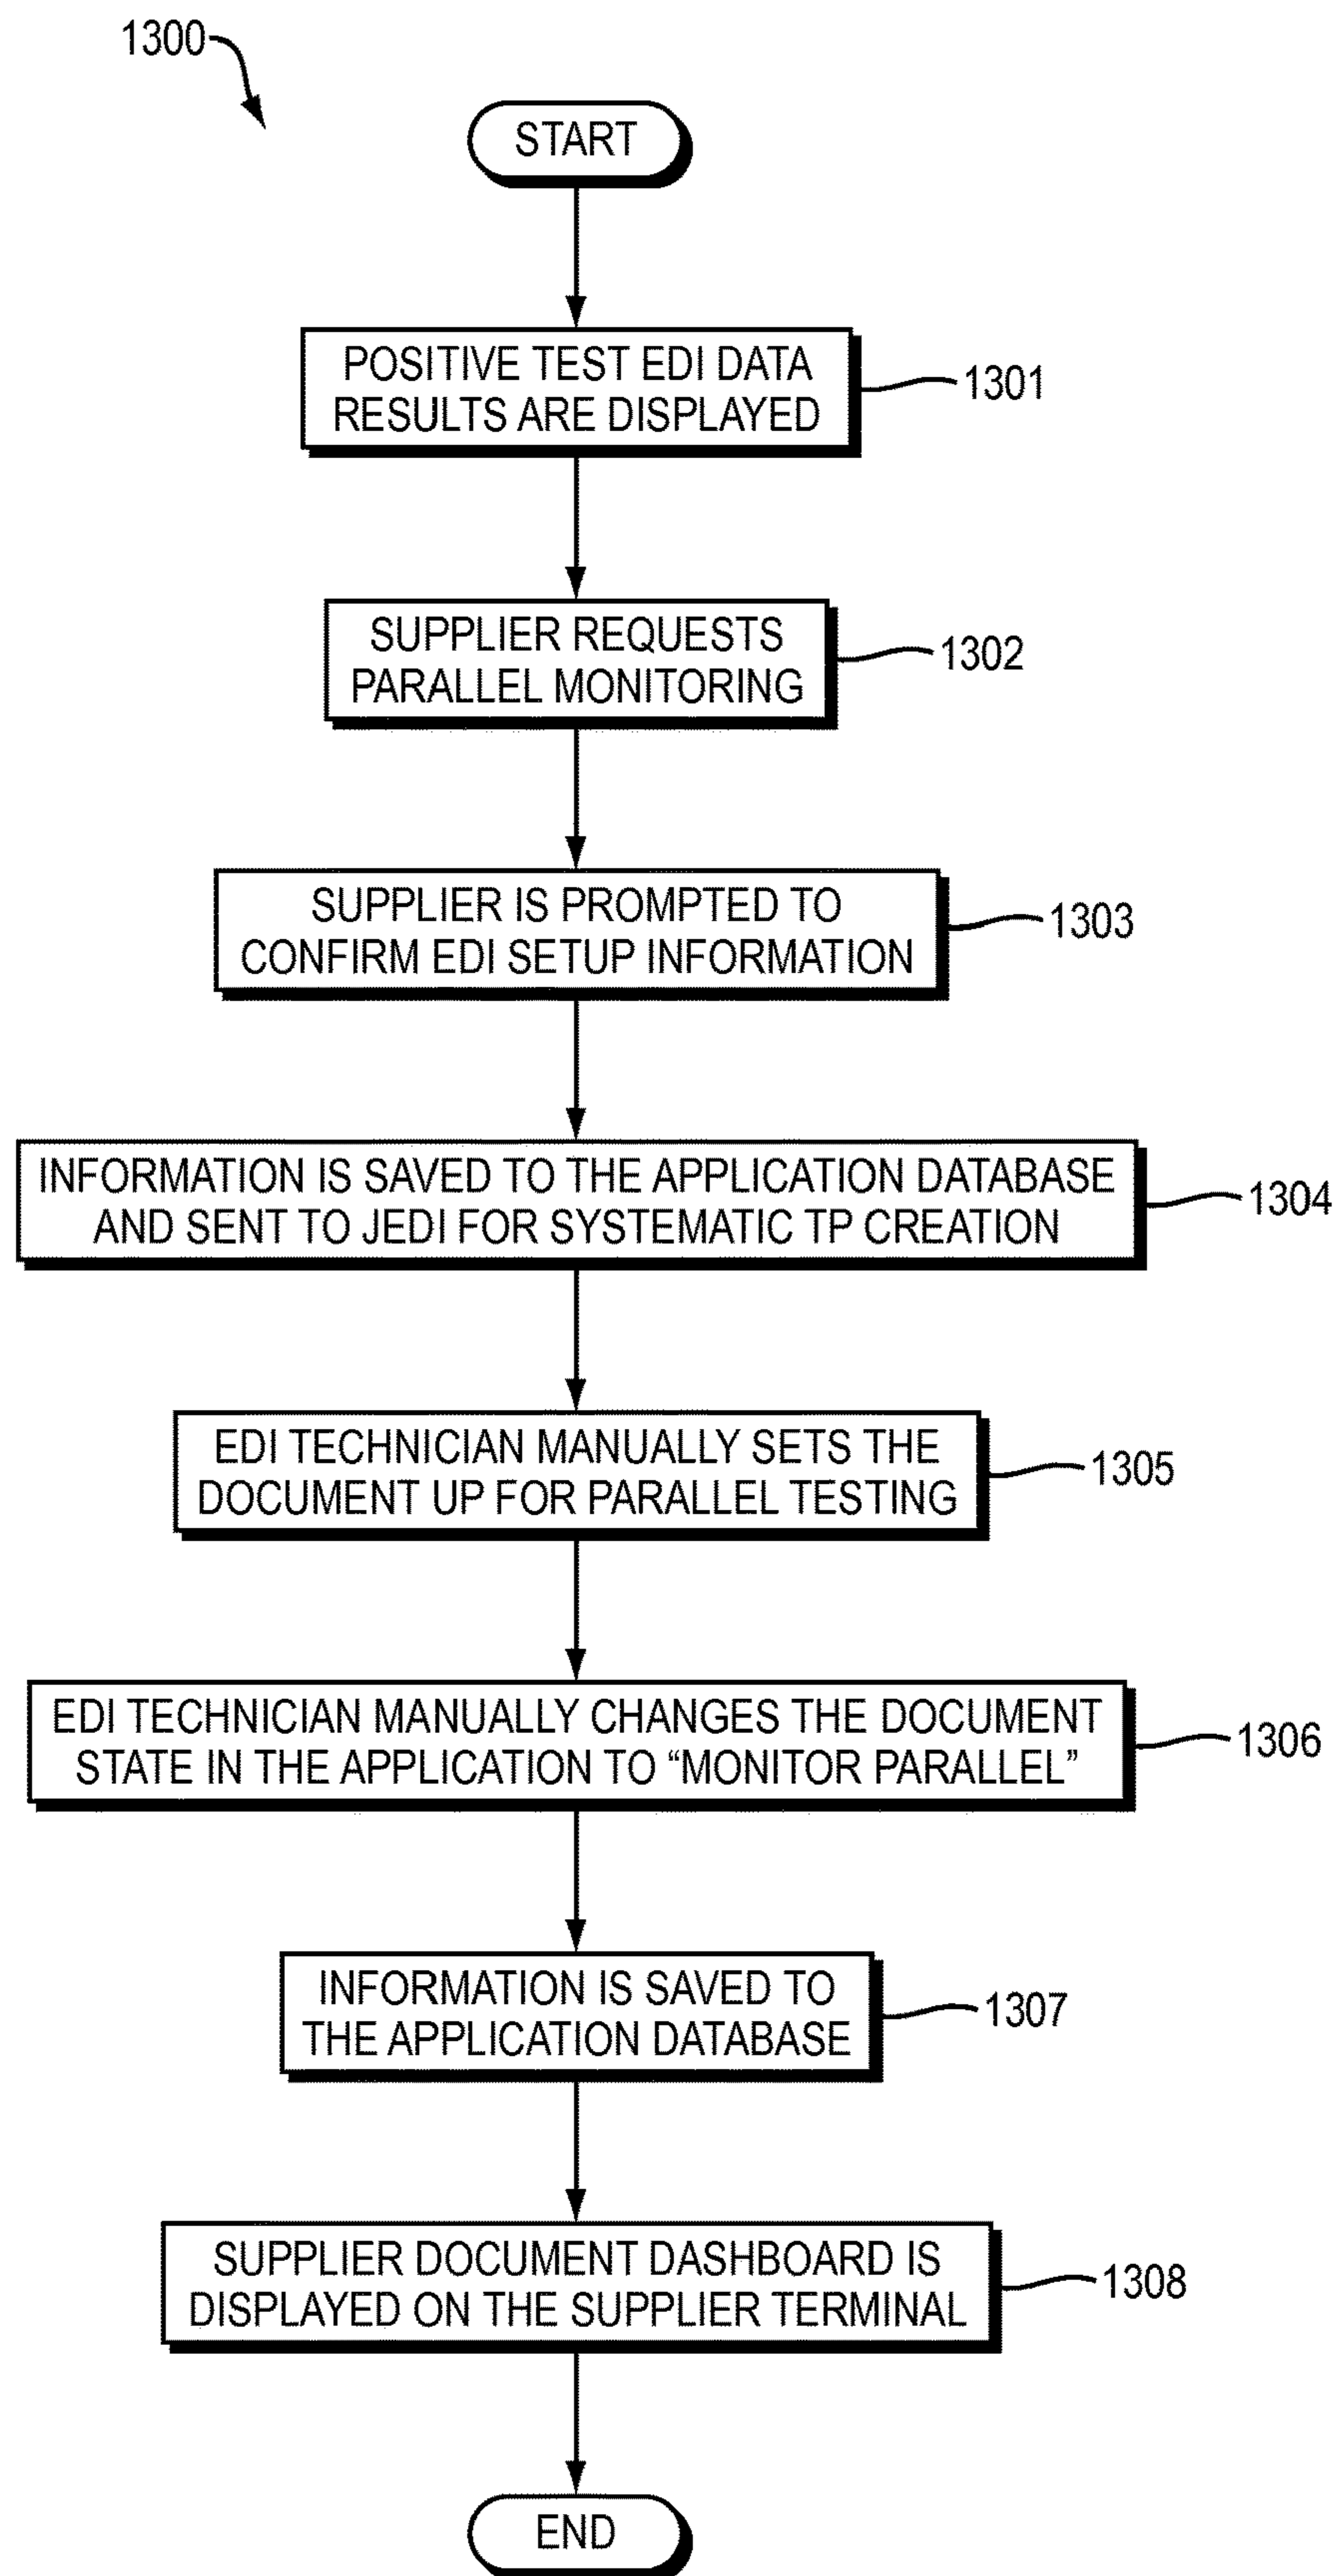 1300
START
POSITIVE TEST EDI DATA
RESULTS ARE DISPLAYED
1301
SUPPLIER REQUESTS
PARALLEL MONITORING
1302
SUPPLIER IS PROMPTED TO
CONFIRM EDI SETUP INFORMATION
1303
INFORMATION IS SAVED TO THE APPLICATION DATABASE
AND SENT TO JEDI FOR SYSTEMATIC TP CREATION
1304
EDI TECHNICIAN MANUALLY SETS THE
DOCUMENT UP FOR PARALLEL TESTING
1305
EDI TECHNICIAN MANUALLY CHANGES THE DOCUMENT
STATE IN THE APPLICATION TO “MONITOR PARALLEL”
1306
INFORMATION IS SAVED TO
THE APPLICATION DATABASE
1307
SUPPLIER DOCUMENT DASHBOARD IS
DISPLAYED ON THE SUPPLIER TERMINAL
1308
END